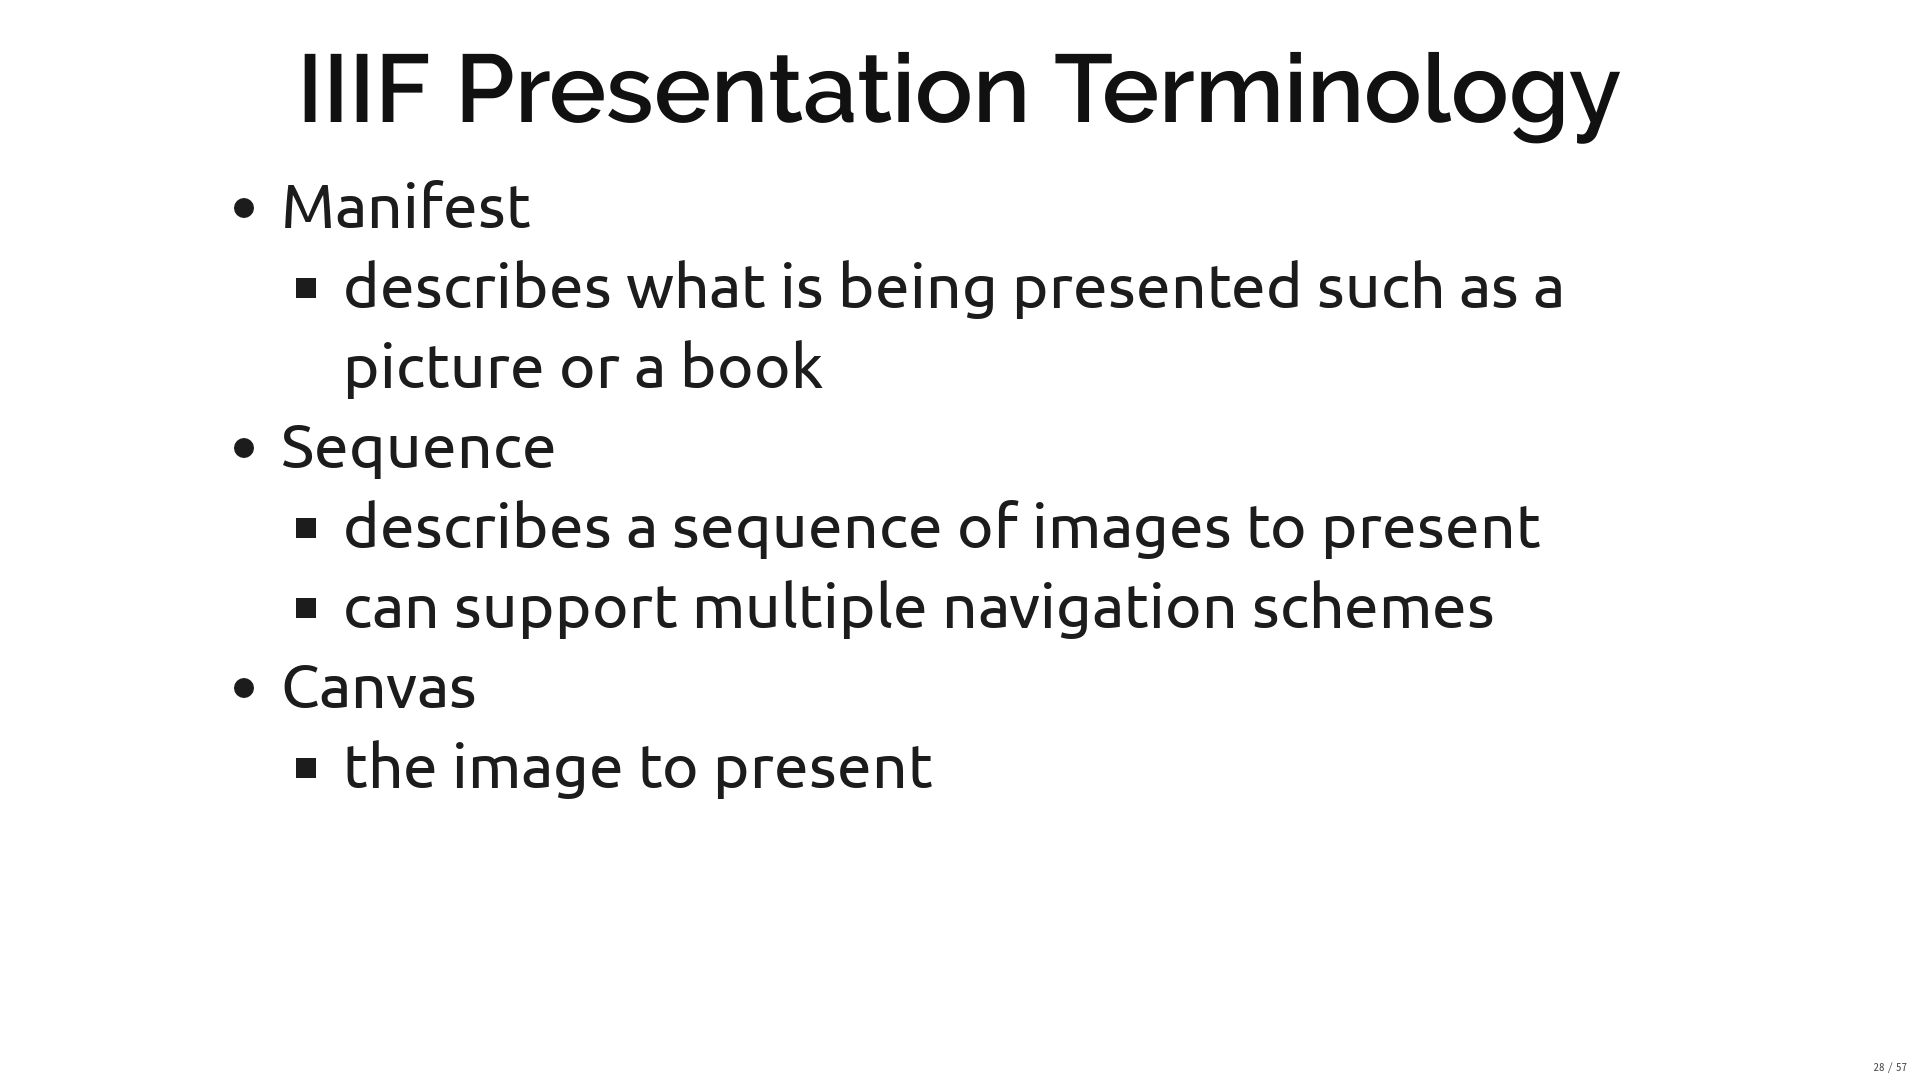 IIIF Presentation Terminology
• Manifest
▪ describes what is being presented such as a
picture or a book
• Sequence
▪ describes a sequence of images to present
▪ can support multiple navigation schemes
• Canvas
▪ the image to present
28 / 57